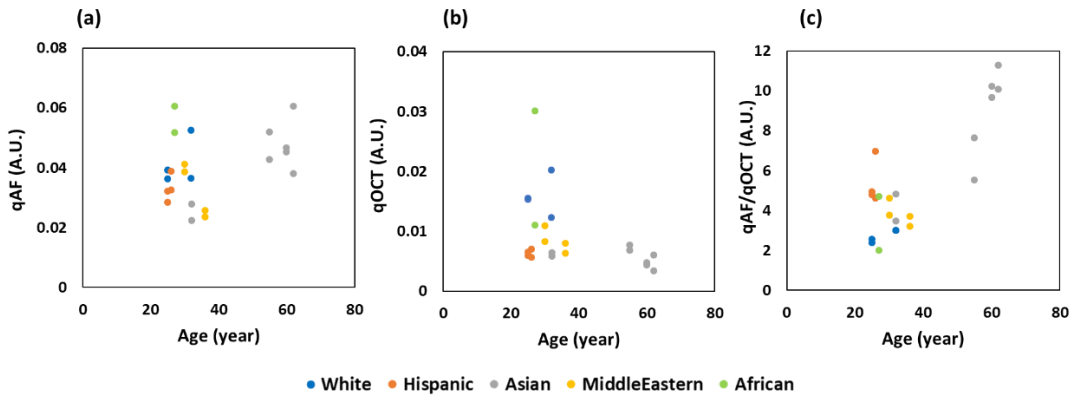 (a)
(b)
(c)
qAF (A.U.)
0.08
0.06
0.04
0.02
0
0 20 40 60 80
Age (year)
qOCT (A.U.)
0.04
0.03
0.02
0.01
0
0 20 40 60 80
Age (year)
qAF/qOCT (A.U.)
12
10
8
6
4
2
0
0 20 40 60 80
Age (year)
White Hispanic Asian MiddleEastern African